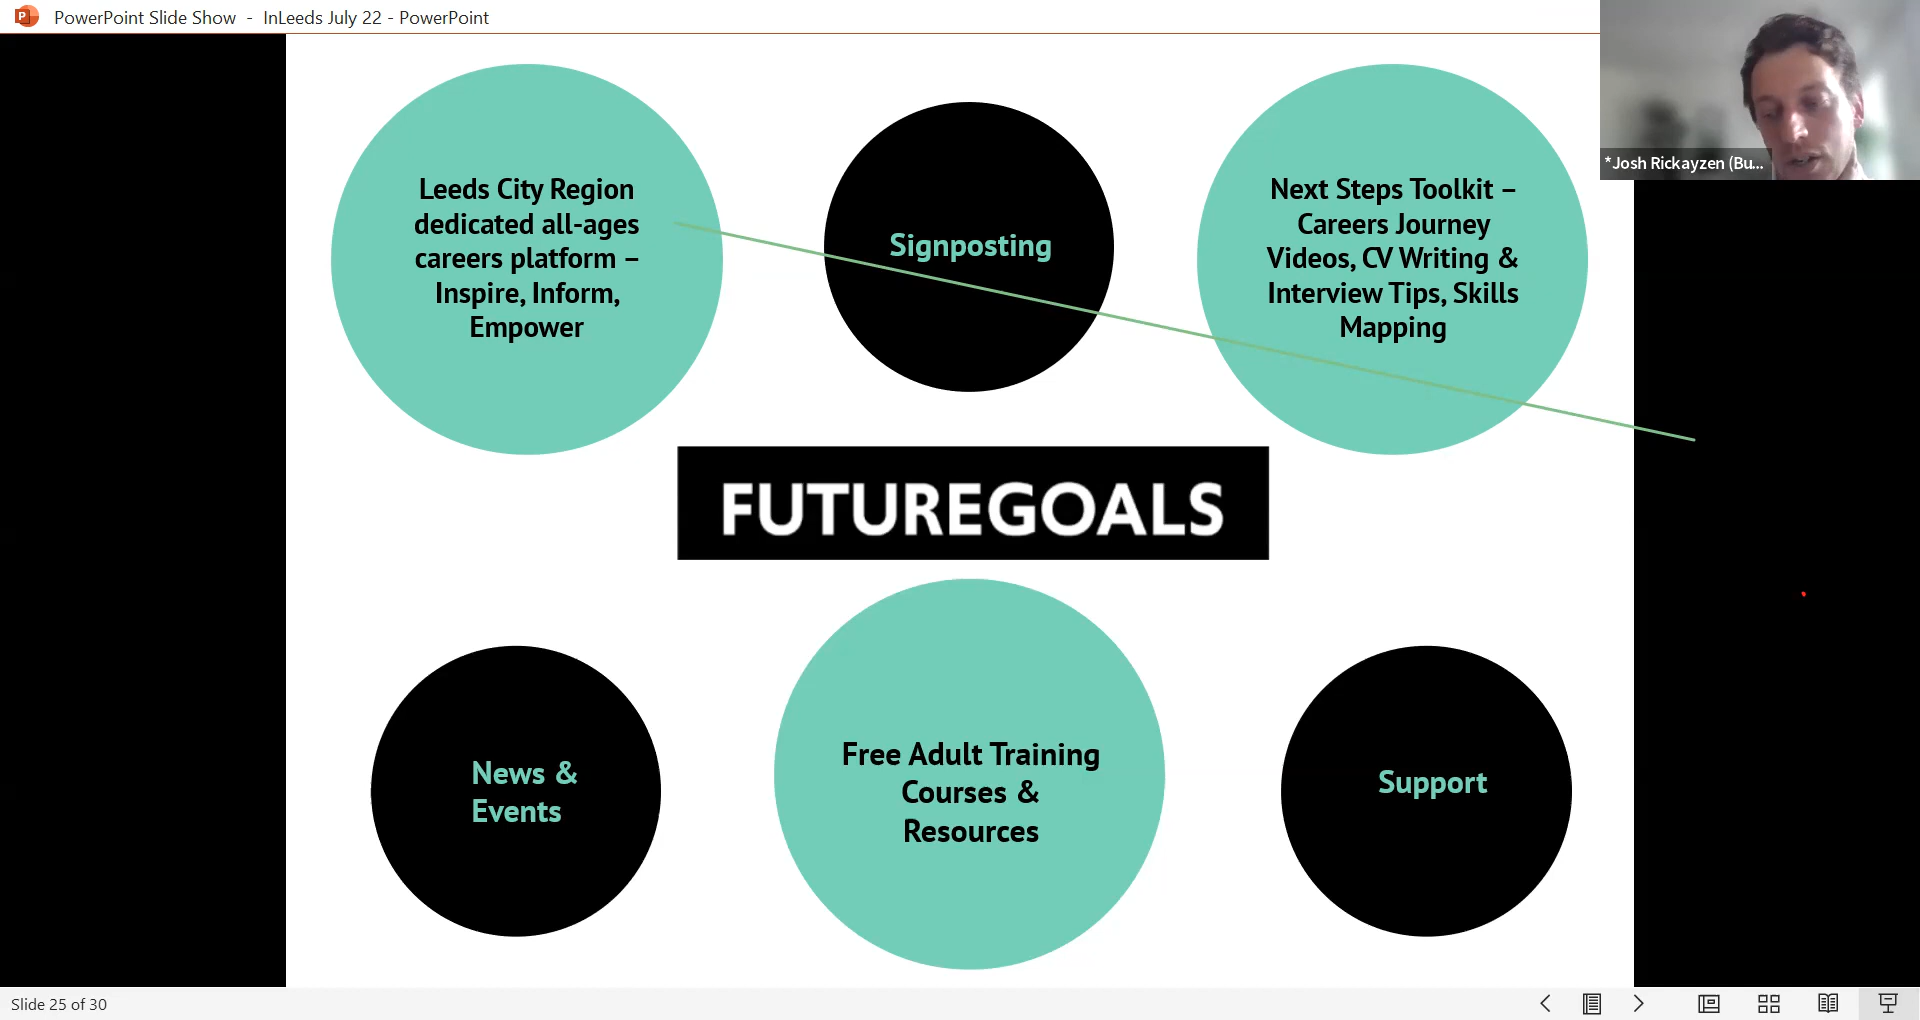 PowerPoint Slide Show - InLeeds July 22 - PowerPoint
*Josh Rickayzen (Bu...
Leeds City Region
dedicated all-ages
careers platform –
Inspire, Inform,
Empower
Signposting
Next Steps Toolkit –
Careers Journey
Videos, CV Writing &
Interview Tips, Skills
Mapping
FUTUREGOALS
News &
Events
Free Adult Training
Courses &
Resources
Support
Slide 25 of 30